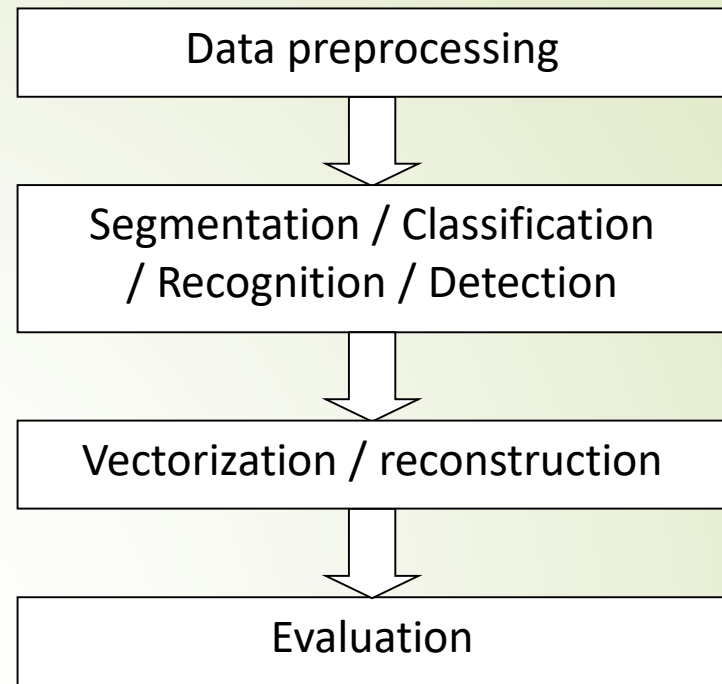 Data preprocessing
Segmentation / Classification
/ Recognition / Detection
Vectorization / reconstruction
Evaluation